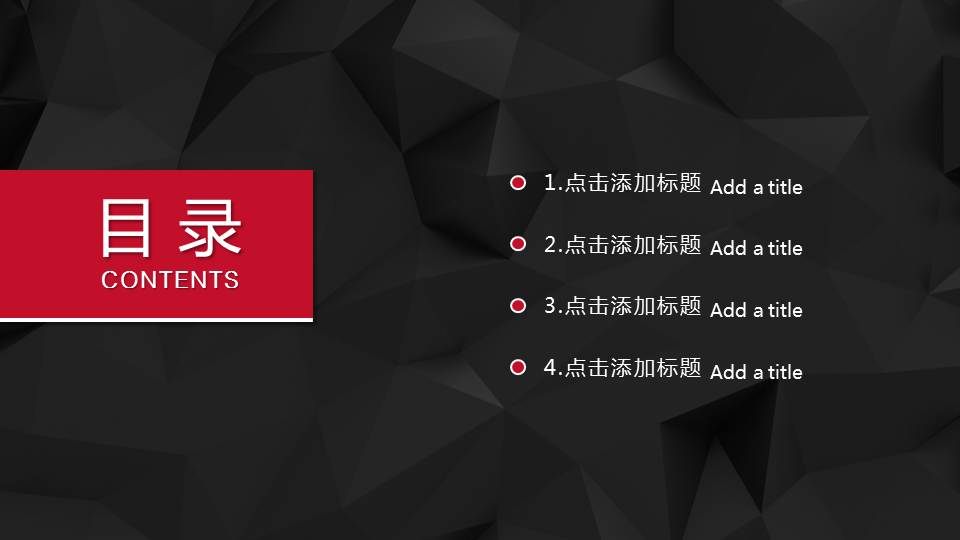 目录
CONTENTS
1.点击添加标题 Add a title
2.点击添加标题 Add a title
3.点击添加标题 Add a title
4.点击添加标题 Add a title